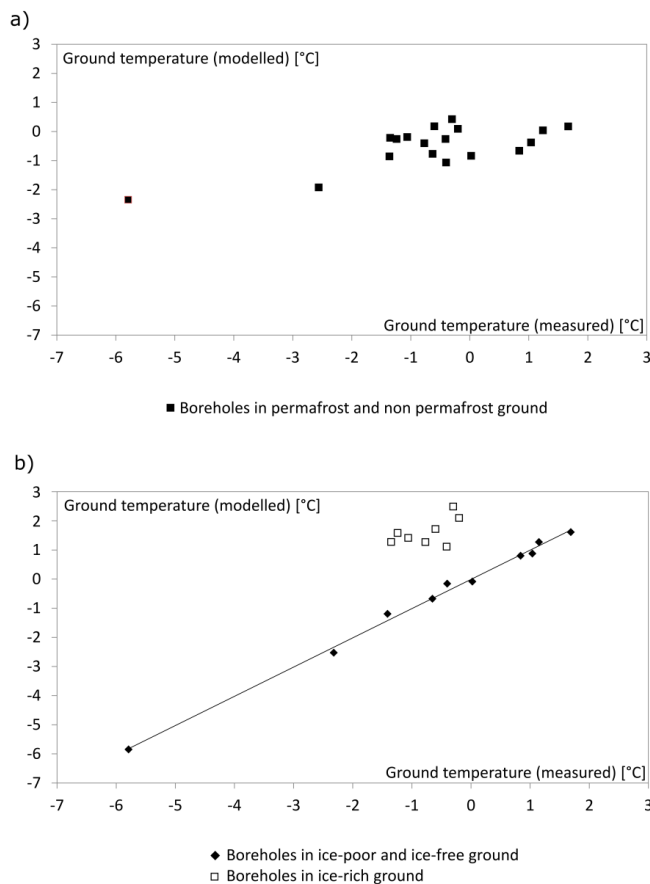 a)
3
Ground temperature (modelled) [°C]
2
1
0
-1
-2
-3
-4
-5
-6
Ground temperature (measured) [°C]
-7
-7 -6 -5 -4 -3 -2 -1 0 1 2 3
Boreholes in permafrost and non permafrost ground
b)
3
Ground temperature (modelled) [°C]
2
1
0
-1
-2
-3
-4
-5
-6
Ground temperature (measured) [°C]
-7
-7 -6 -5 -4 -3 -2 -1 0 1 2 3
Boreholes in ice-poor and ice-free ground
Boreholes in ice-rich ground